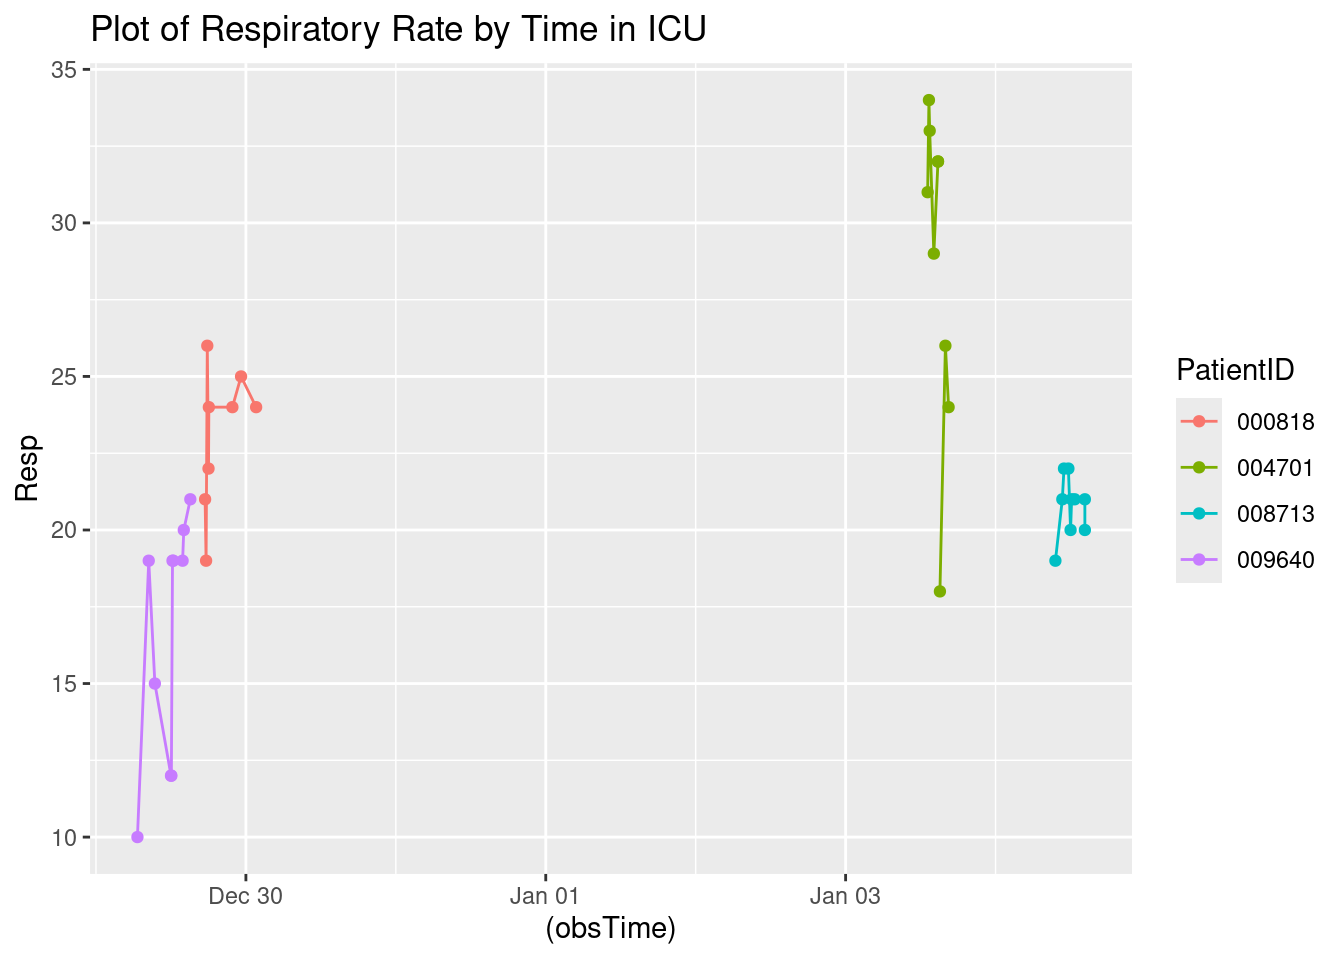 Plot of Respiratory Rate by Time in ICU
35
30
25
20
15
10
Resp
Dec 30
Jan 01
Jan 03
(obsTime)
PatientID
000818
004701
008713
009640